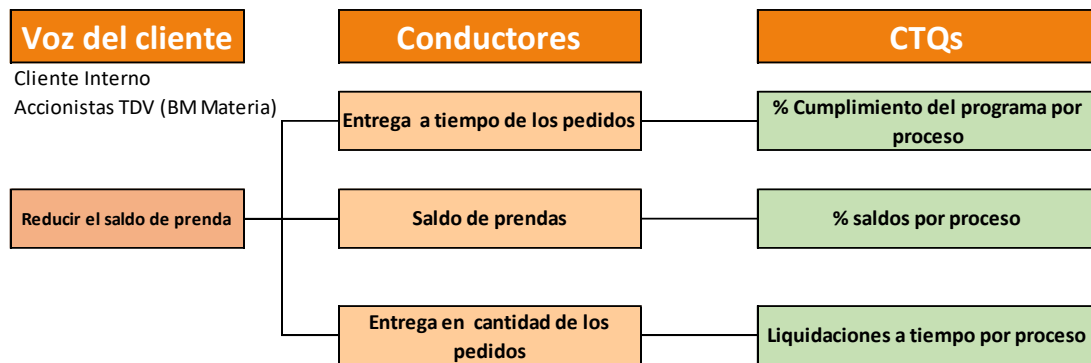 Voz del cliente
Conductores
CTQs
Cliente Interno
Accionistas TDV (BM Materia)
Entrega a tiempo de los pedidos
% Cumplimiento del programa por
proceso
Reducir el saldo de prenda
Saldo de prendas
% saldos por proceso
Entrega en cantidad de los
pedidos
Liquidaciones a tiempo por proceso